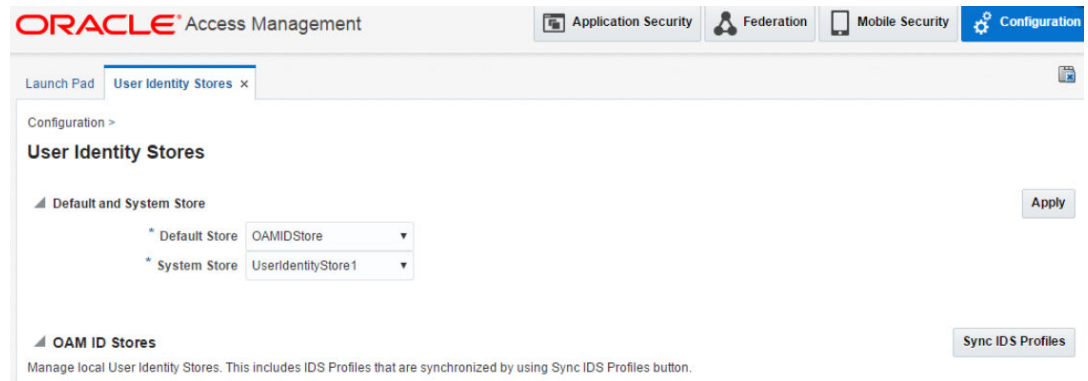 ORACLE® Access Management
Application Security
Federation
Mobile Security
Configuration
Launch Pad
User Identity Stores ×
Configuration >
User Identity Stores
Default and System Store
Apply
* Default Store OAMIDStore
* System Store UserIdentityStore1
OAM ID Stores
Sync IDS Profiles
Manage local User Identity Stores. This includes IDS Profiles that are synchronized by using Sync IDS Profiles button.